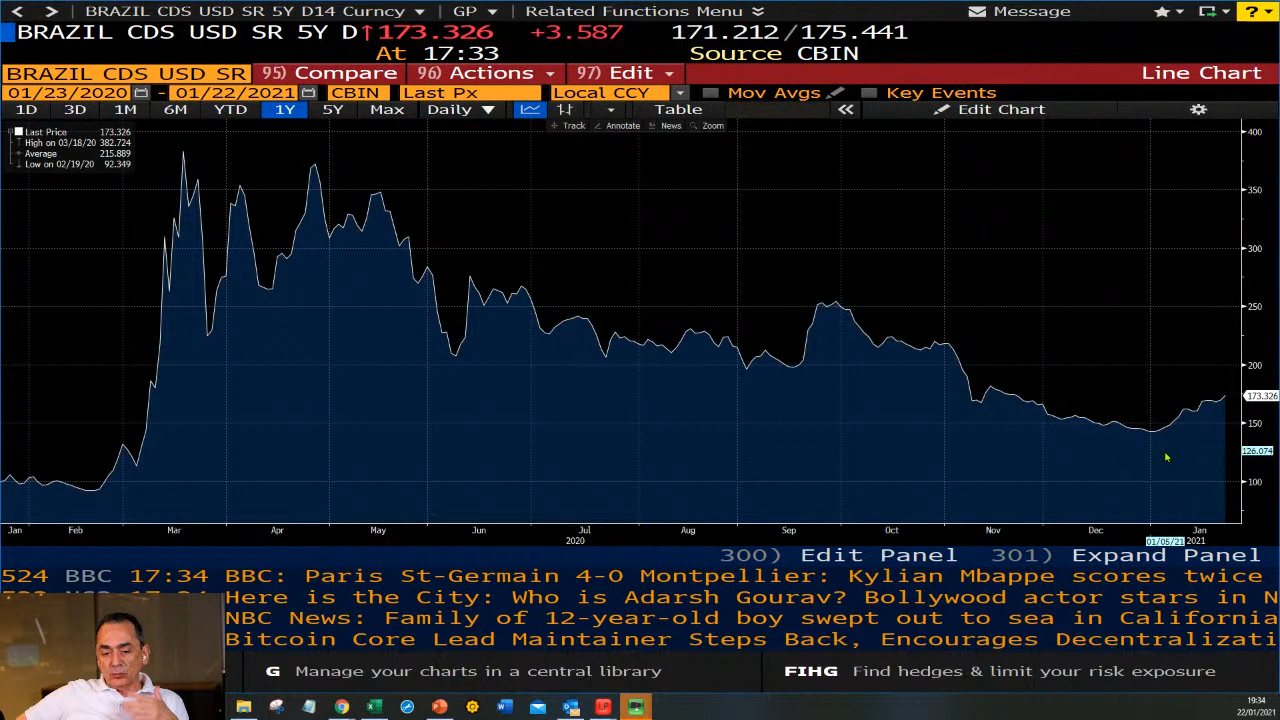 BRAZIL CDS USD SR 5Y D14 Curncy
GP
Related Functions Menu
Message
?
BRAZIL CDS USD SR 5Y D↑173.326 +3.587 171.212/175.441
At 17:33 Source CBIN
BRAZIL CDS USD SR 95) Compare 96) Actions 97) Edit Line Chart
01/23/2020 - 01/22/2021 CBIN Last Px Local CCY Mov Avgs Key Events
1D 3D 1M 6M YTD 1Y 5Y Max Daily ▼ Table « Edit Chart
Track Annotate News Zoom
Last Price 173.326
High on 03/18/20 382.724
Average 215.889
Low on 02/19/20 92.349
400
350
300
250
200
173.326
150
126.074
100
Jan Feb Mar Apr May Jun Jul Aug Sep Oct Nov Dec Jan
2020 01/05/21 2021
300) Edit Panel 301) Expand Panel
524 BBC 17:34 BBC: Paris St-Germain 4-0 Montpellier: Kylian Mbappe scores twice
Here is the City: Who is Adarsh Gourav? Bollywood actor stars in N
NBC News: Family of 12-year-old boy swept out to sea in California
Bitcoin Core Lead Maintainer Steps Back, Encourages Decentralizati
G Manage your charts in a central library FIHG Find hedges & limit your risk exposure
19:34
22/01/2021